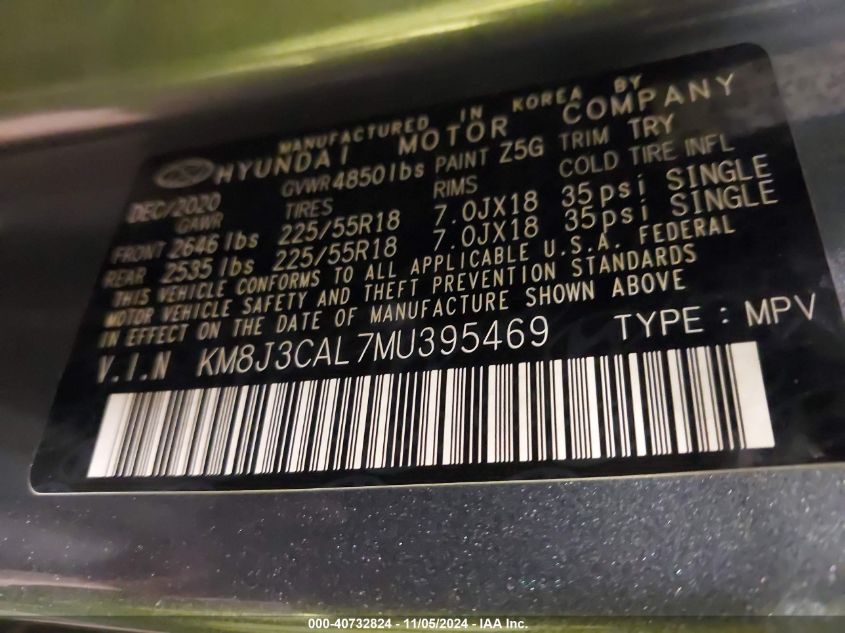 MANUFACTURED IN KOREA BY
HYUNDAI MOTOR COMPANY
DEC/2020 GVWR 4850lbs PAINT Z5G TRIM TRY
GAWR TIRES RIMS COLD TIRE INFL
FRONT 2646lbs 225/55R18 7.0JX18 35psi SINGLE
REAR 2535lbs 225/55R18 7.0JX18 35psi SINGLE
THIS VEHICLE CONFORMS TO ALL APPLICABLE U.S.A. FEDERAL
MOTOR VEHICLE SAFETY AND THEFT PREVENTION STANDARDS
IN EFFECT ON THE DATE OF MANUFACTURE SHOWN ABOVE
V.I.N KM8J3CAL7MU395469 TYPE : MPV
000-40732824 - 11/05/2024 - IAA Inc.